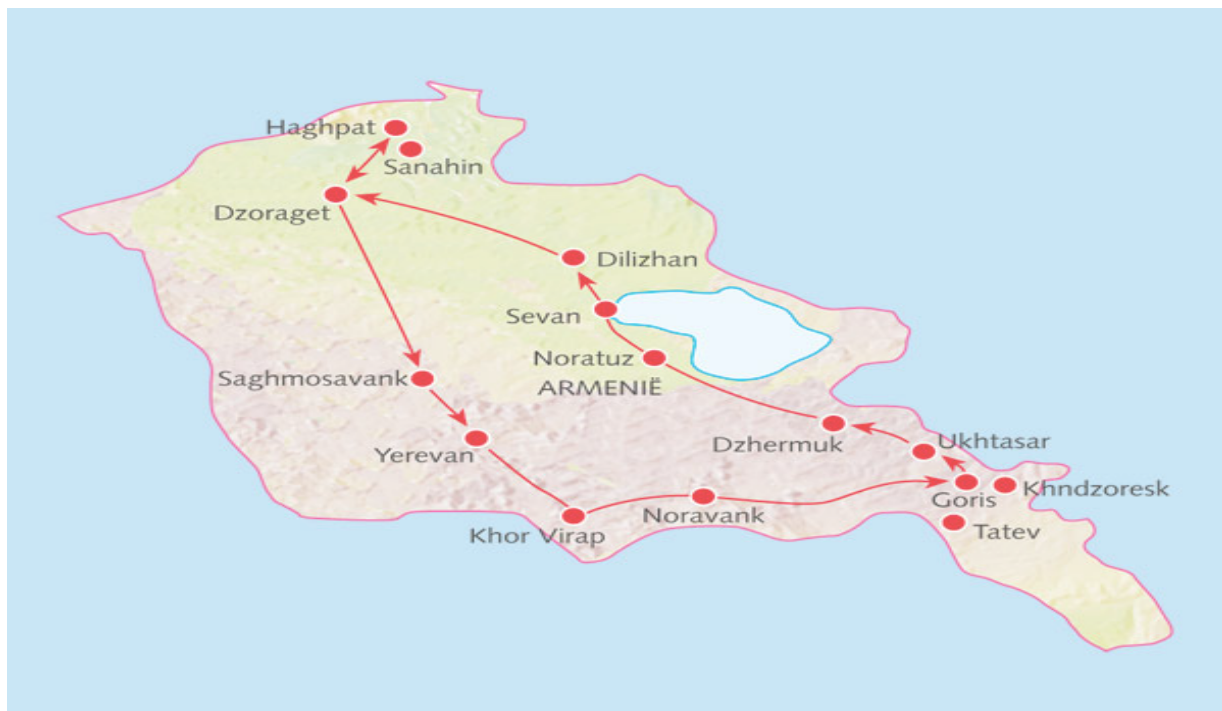 Haghpat
Sanahin
Dzoraget
Dilizhan
Sevan
Noratuz
ARMENIË
Saghmosavank
Yerevan
Dzhermuk
Ukhtasar
Goris
Khndzoresk
Noravank
Khor Virap
Tatev